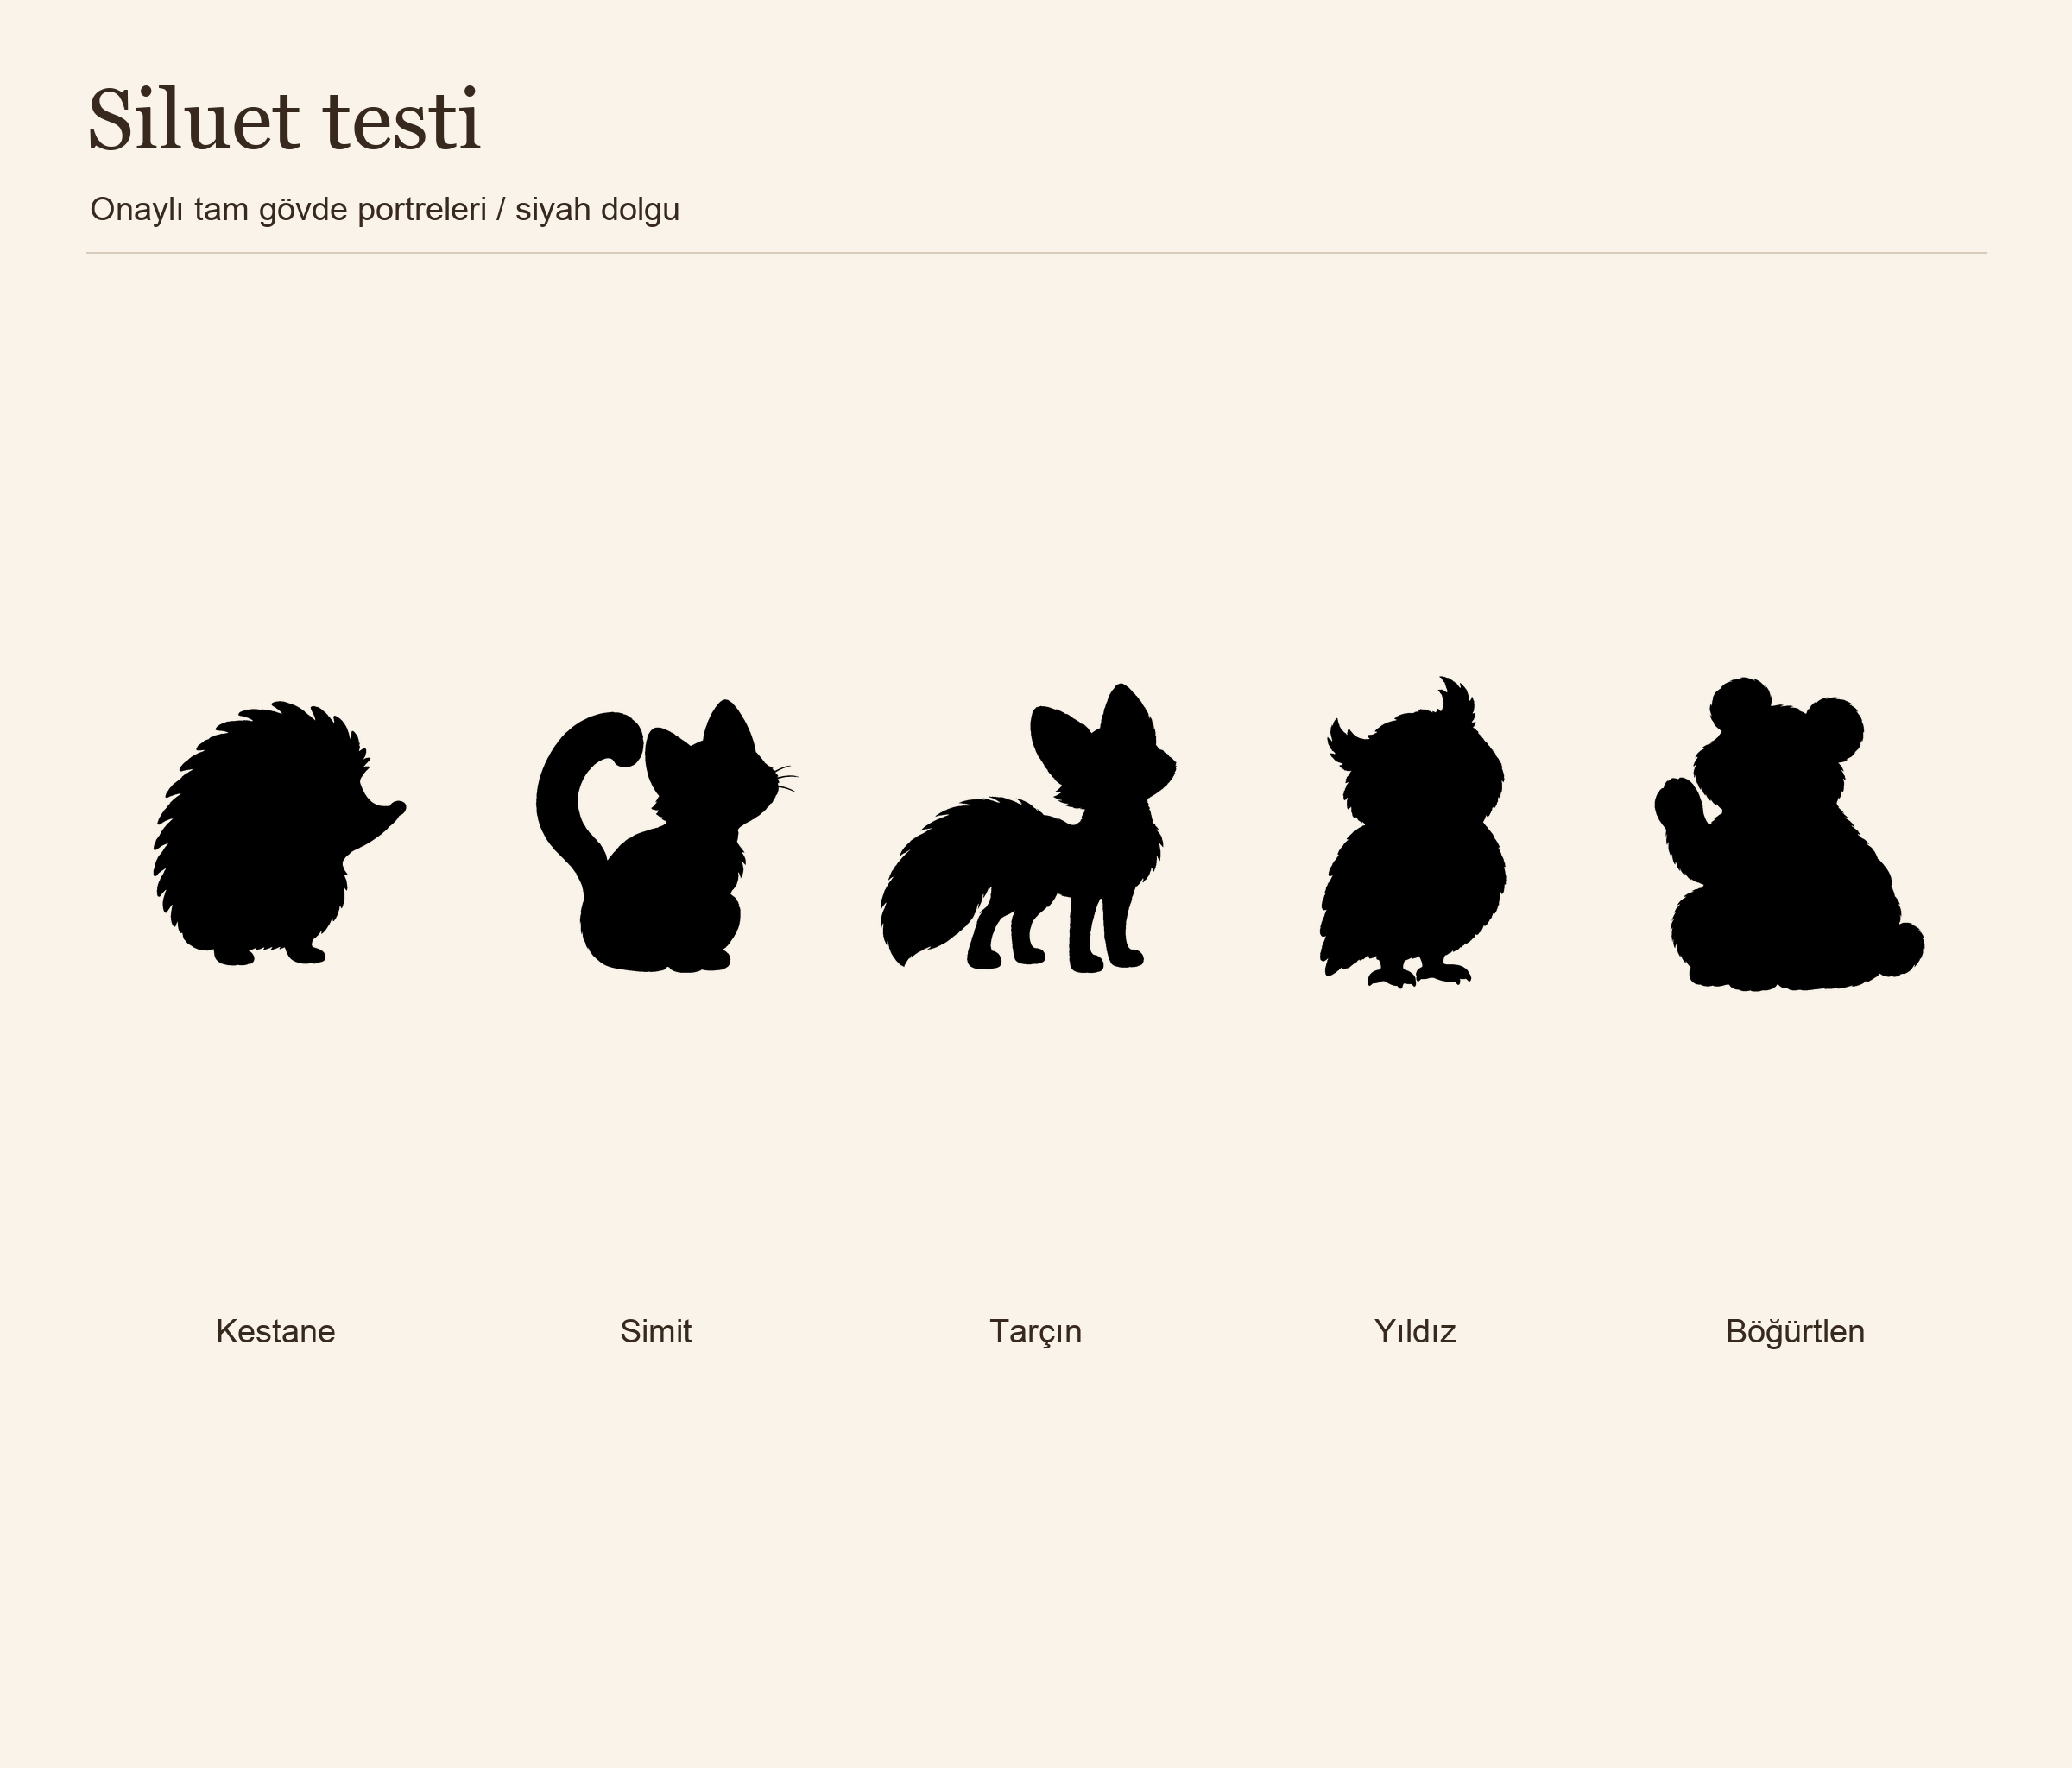 Siluet testi
Onaylı tam gövde portreleri / siyah dolgu
Kestane
Simit
Tarçın
Yıldız
Böğürtlen